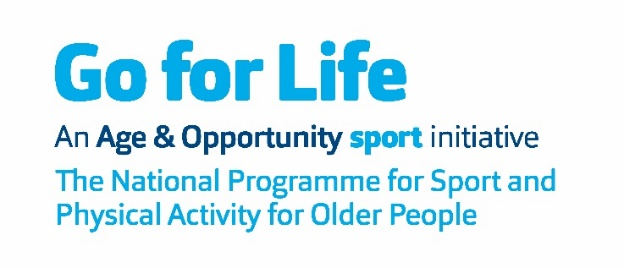 Go for Life
An Age & Opportunity sport initiative
The National Programme for Sport and
Physical Activity for Older People